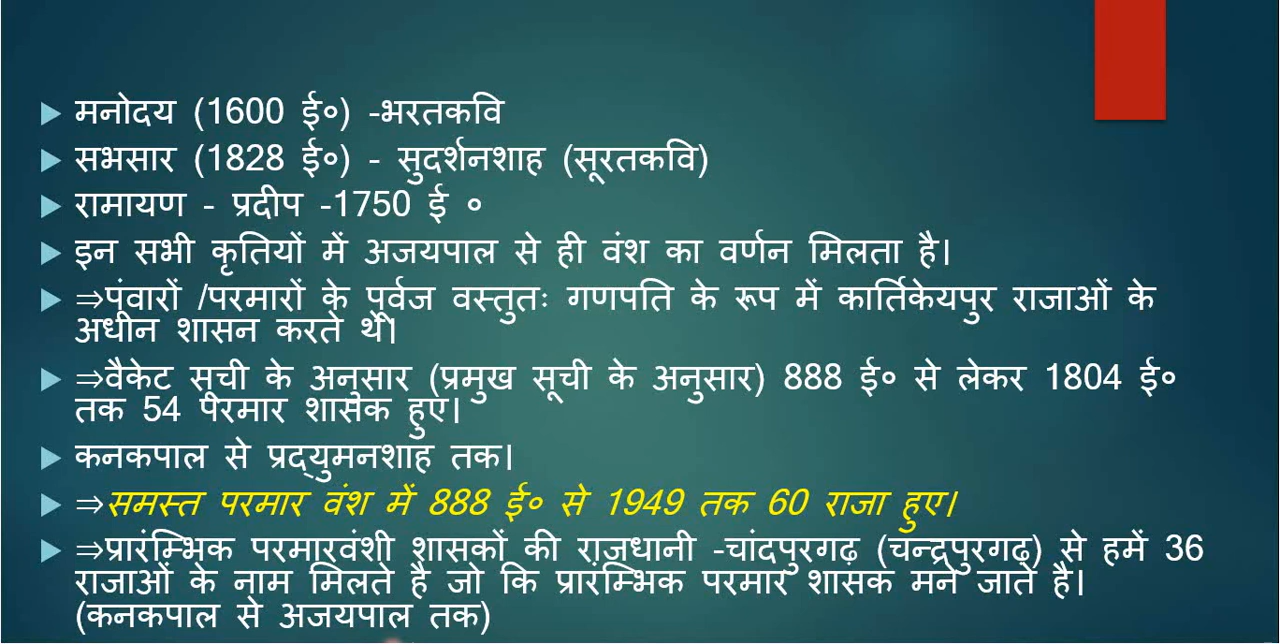 मनोदय (1600 ई०) -भरतकवि
सभसार (1828 ई०) - सुदर्शनशाह (सूरतकवि)
रामायण - प्रदीप -1750 ई ०
इन सभी कृतियों में अजयपाल से ही वंश का वर्णन मिलता है।
⇒पंवारों /परमारों के पूर्वज वस्तुतः गणपति के रूप में कार्तिकेयपुर राजाओं के
अधीन शासन करते थे।
⇒वैकेट सूची के अनुसार (प्रमुख सूची के अनुसार) 888 ई० से लेकर 1804 ई०
तक 54 परमार शासक हुए।
कनकपाल से प्रद्युमनशाह तक।
⇒समस्त परमार वंश में 888 ई० से 1949 तक 60 राजा हुए।
⇒प्रारंम्भिक परमारवंशी शासकों की राजधानी -चांदपुरगढ़ (चन्द्रपुरगढ़) से हमें 36
राजाओं के नाम मिलते है जो कि प्रारंम्भिक परमार शासक मने जाते है।
(कनकपाल से अजयपाल तक)